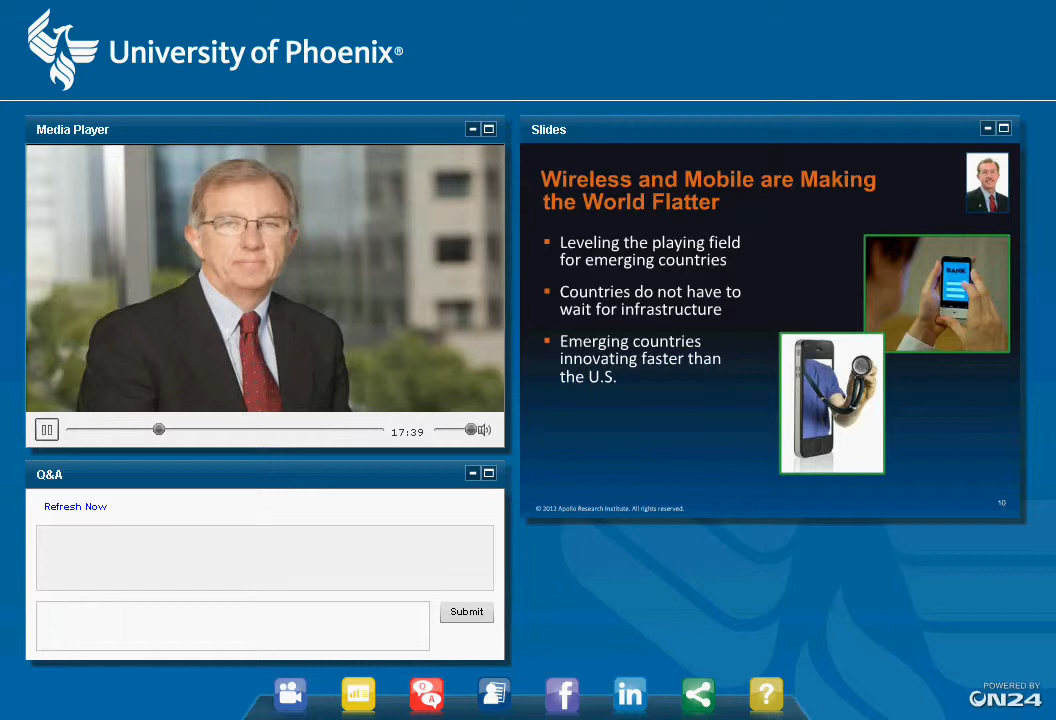 University of Phoenix®
Media Player
17:39
Q&A
Refresh Now
Submit
Slides
Wireless and Mobile are Making
the World Flatter
▪ Leveling the playing field
for emerging countries
▪ Countries do not have to
wait for infrastructure
▪ Emerging countries
innovating faster than
the U.S.
BANK
© 2012 Apollo Research Institute. All rights reserved.
10
Q
A
f
in
?
POWERED BY
ON24